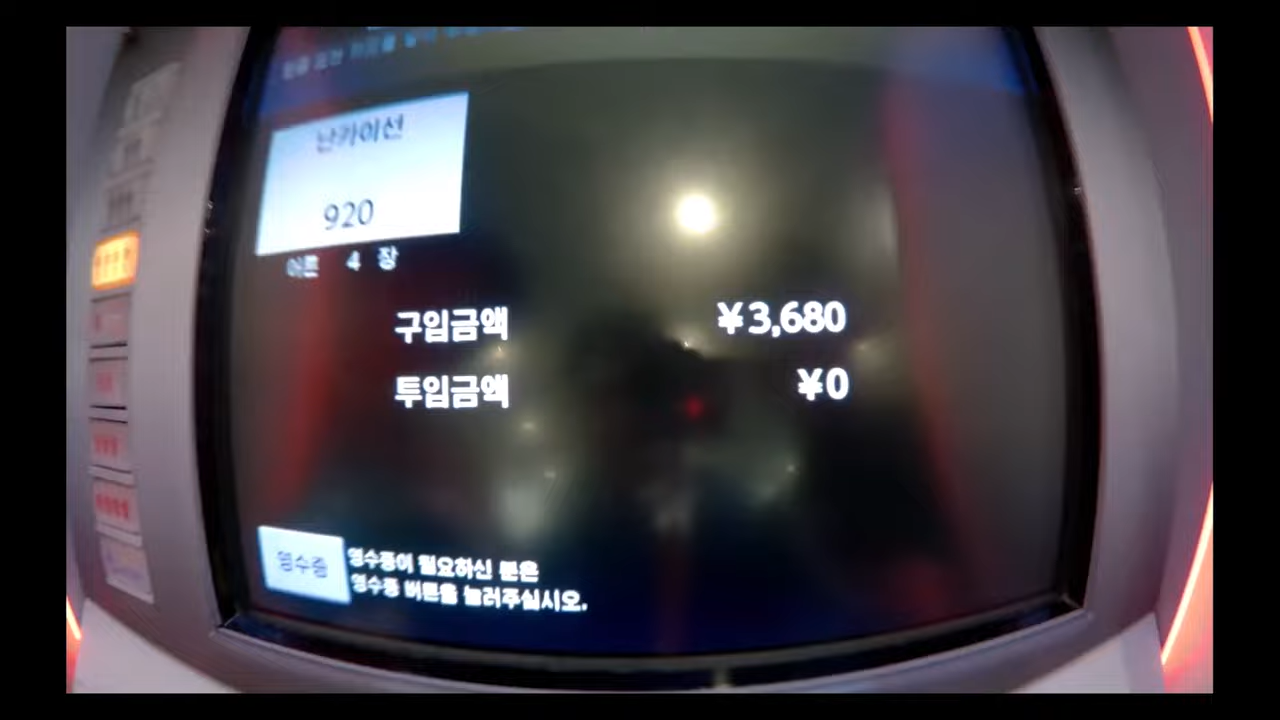 난카이선
920
어른 4 장
구입금액 ¥3,680
투입금액 ¥0
영수증
영수증이 필요하신 분은
영수증 버튼을 눌러주십시오.